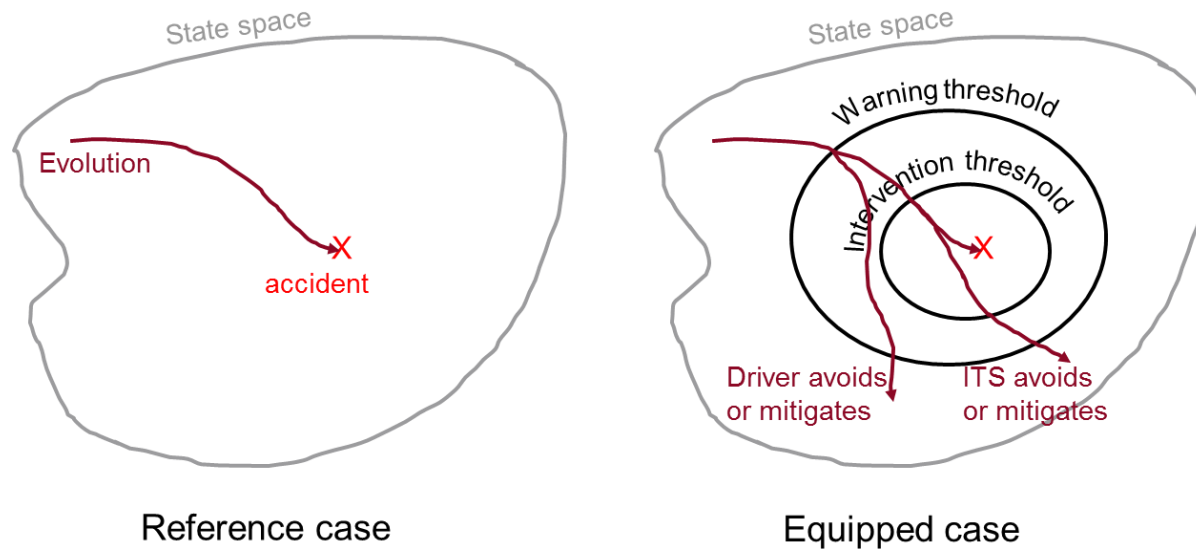 State space
Evolution
X
accident
Reference case
State space
Warning threshold
Intervention threshold
X
Driver avoids
or mitigates
ITS avoids
or mitigates
Equipped case